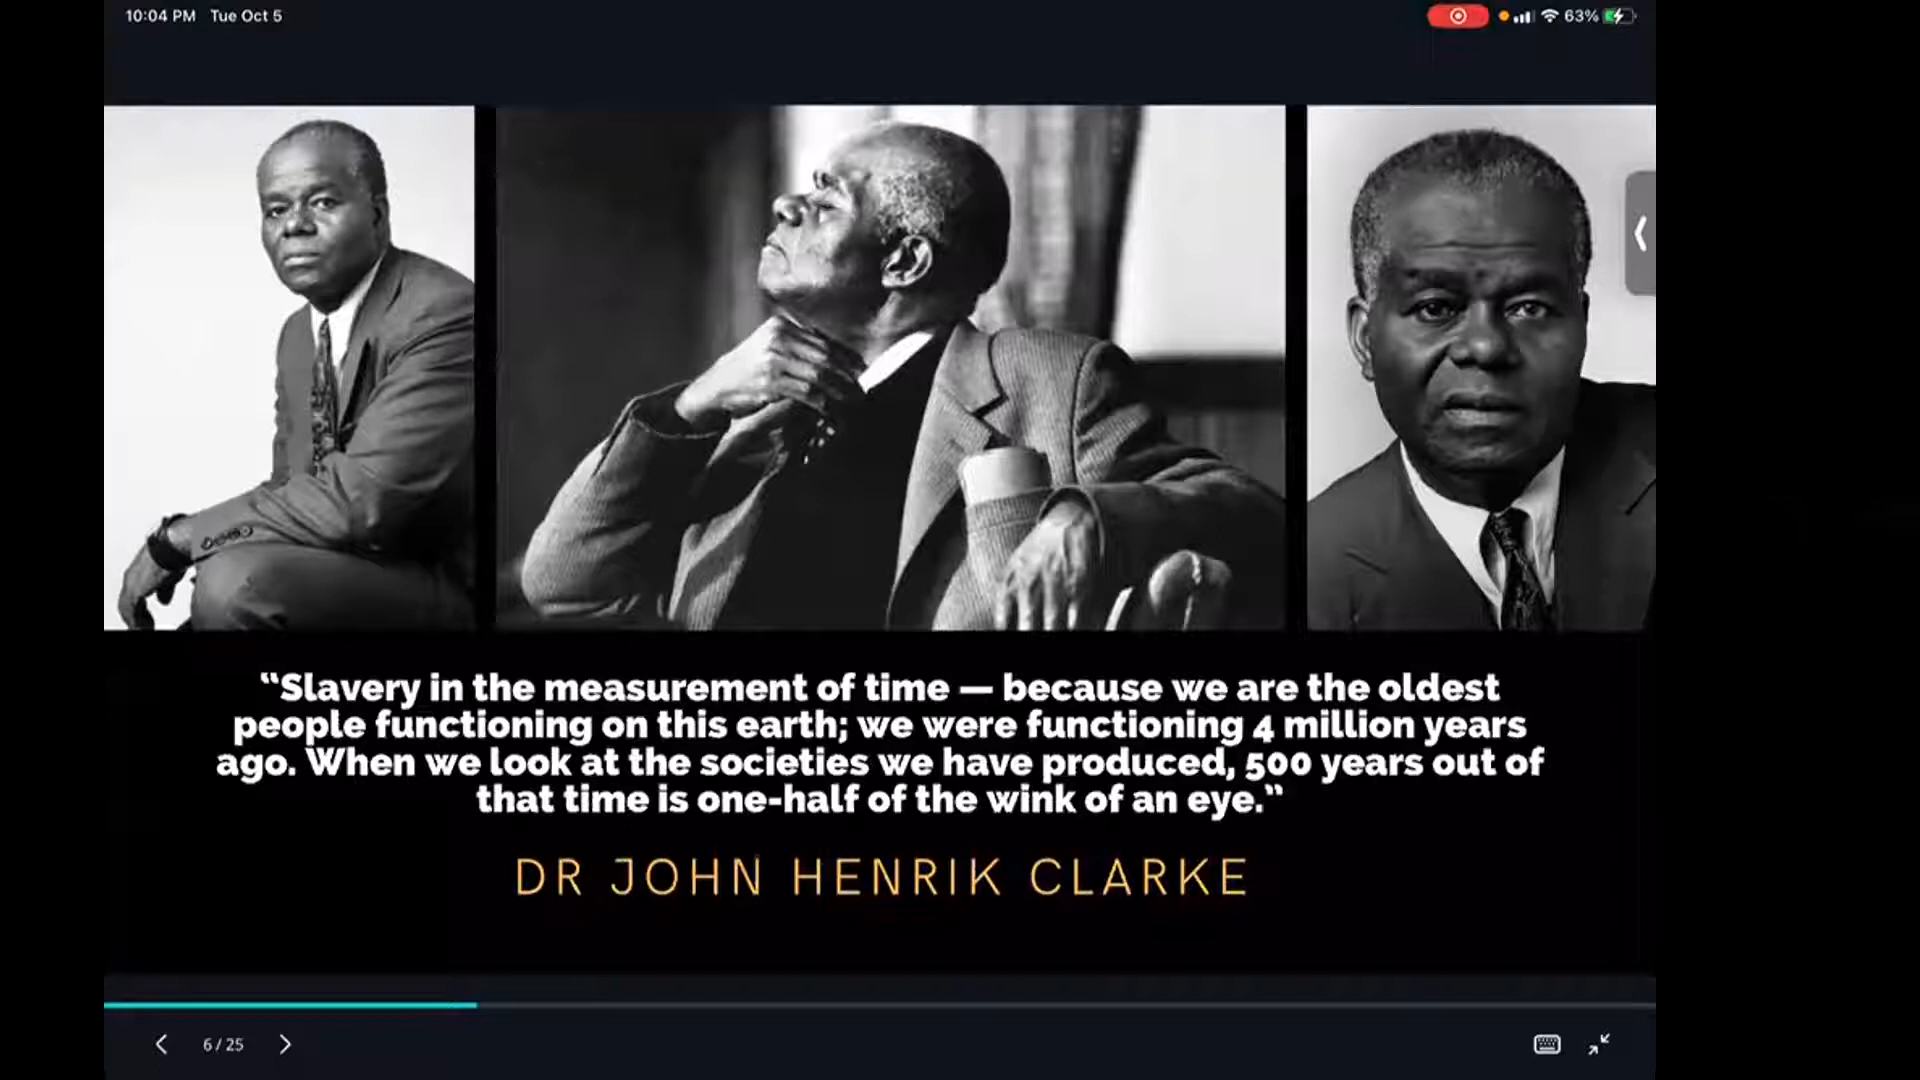 10:04 PM Tue Oct 5
63%
“Slavery in the measurement of time — because we are the oldest
people functioning on this earth; we were functioning 4 million years
ago. When we look at the societies we have produced, 500 years out of
that time is one-half of the wink of an eye.”
DR JOHN HENRIK CLARKE
6 / 25